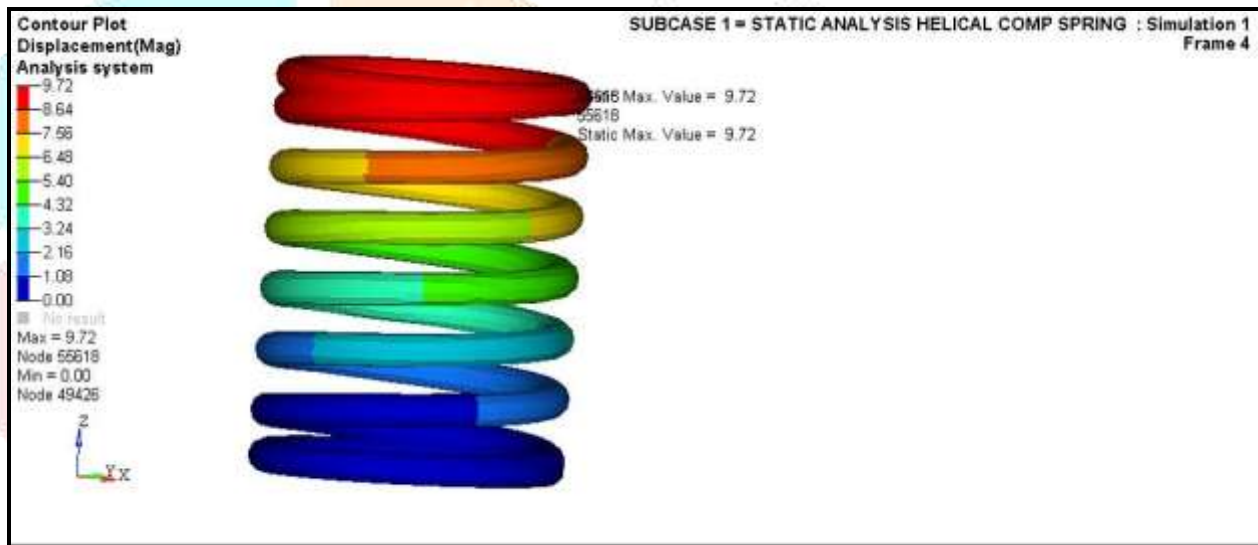 Contour Plot
Displacement(Mag)
Analysis system
9.72
8.64
7.56
6.48
5.40
4.32
3.24
2.16
1.08
0.00
No result
Max = 9.72
Node 55618
Min = 0.00
Node 49426
Z
Y X
SUBCASE 1 = STATIC ANALYSIS HELICAL COMP SPRING : Simulation 1
Frame 4
Max. Value = 9.72
55618
Static Max. Value = 9.72